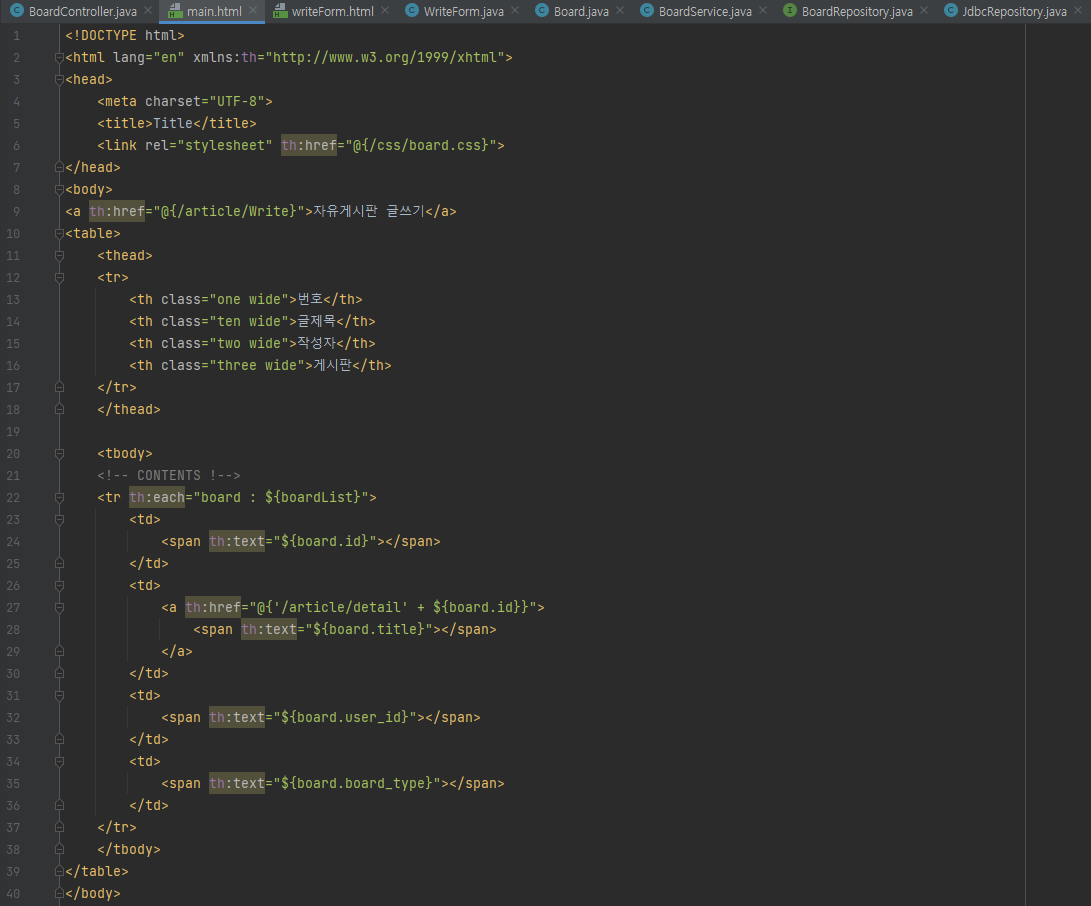 BoardController.java main.html writeForm.html WriteForm.java Board.java BoardService.java BoardRepository.java JdbcRepository.java
1 <!DOCTYPE html>
2 <html lang="en" xmlns:th="http://www.w3.org/1999/xhtml">
3 <head>
4 <meta charset="UTF-8">
5 <title>Title</title>
6 <link rel="stylesheet" th:href="@{/css/board.css}">
7 </head>
8 <body>
9 <a th:href="@{/article/Write}">자유게시판 글쓰기</a>
10 <table>
11 <thead>
12 <tr>
13 <th class="one wide">번호</th>
14 <th class="ten wide">글제목</th>
15 <th class="two wide">작성자</th>
16 <th class="three wide">게시판</th>
17 </tr>
18 </thead>
19
20 <tbody>
21 <!-- CONTENTS !-->
22 <tr th:each="board : ${boardList}">
23 <td>
24 <span th:text="${board.id}"></span>
25 </td>
26 <td>
27 <a th:href="@{'/article/detail' + ${board.id}}">
28 <span th:text="${board.title}"></span>
29 </a>
30 </td>
31 <td>
32 <span th:text="${board.user_id}"></span>
33 </td>
34 <td>
35 <span th:text="${board.board_type}"></span>
36 </td>
37 </tr>
38 </tbody>
39 </table>
40 </body>